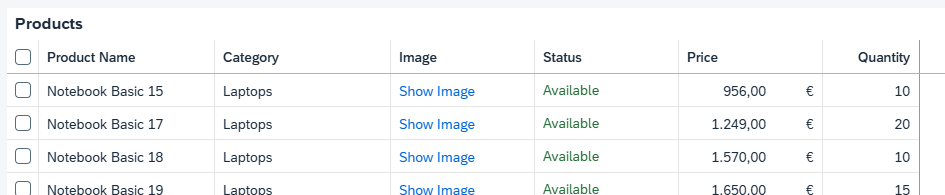 Products
Product Name Category Image Status Price Quantity
Notebook Basic 15 Laptops Show Image Available 956,00 € 10
Notebook Basic 17 Laptops Show Image Available 1.249,00 € 20
Notebook Basic 18 Laptops Show Image Available 1.570,00 € 10
Notebook Basic 19 Laptops Show Image Available 1.650,00 € 15